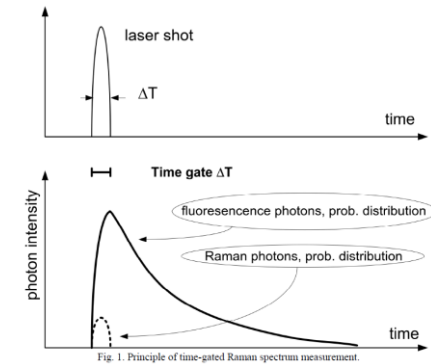 laser shot
ΔT
time
Time gate ΔT
photon intensity
fluoresencence photons, prob. distribution
Raman photons, prob. distribution
time
Fig. 1. Principle of time-gated Raman spectrum measurement.